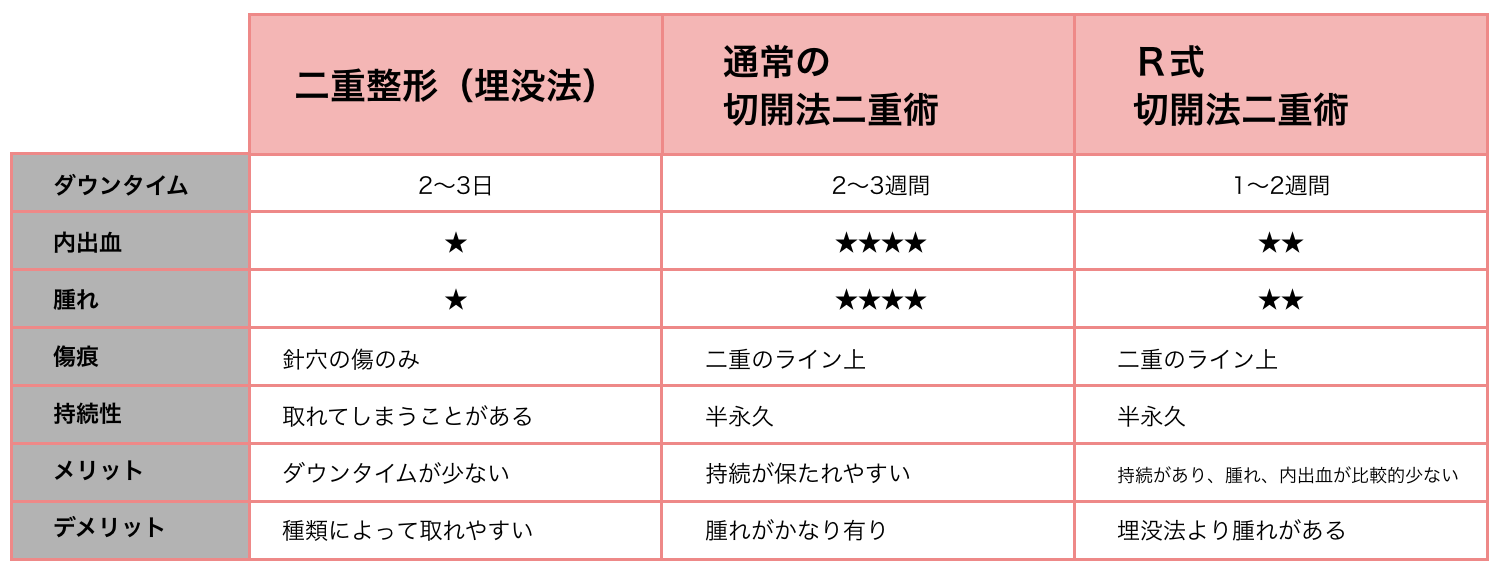 二重整形（埋没法）
通常の
切開法二重術
Ｒ式
切開法二重術
ダウンタイム
2〜3日
2〜3週間
1〜2週間
内出血
★
★★★★
★★
腫れ
★
★★★★
★★
傷痕
針穴の傷のみ
二重のライン上
二重のライン上
持続性
取れてしまうことがある
半永久
半永久
メリット
ダウンタイムが少ない
持続が保たれやすい
持続があり、腫れ、内出血が比較的少ない
デメリット
種類によって取れやすい
腫れがかなり有り
埋没法より腫れがある